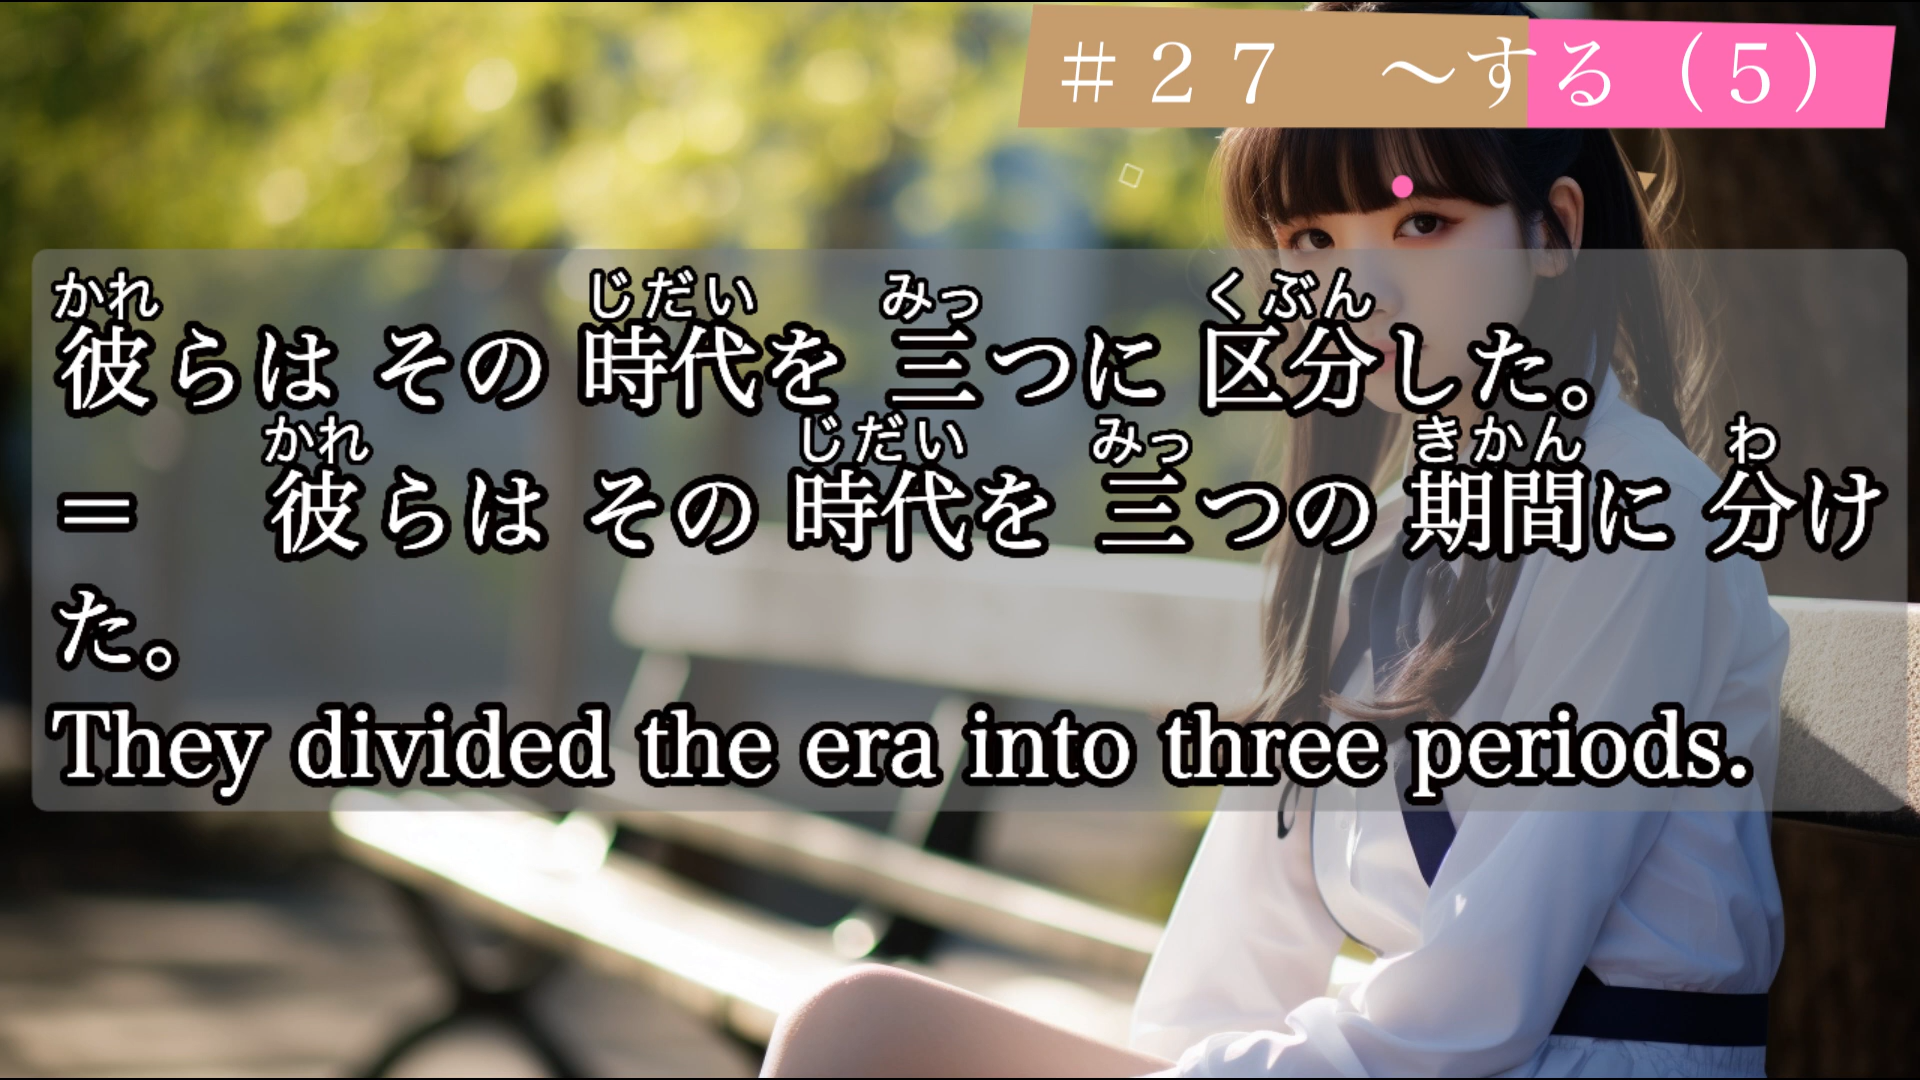 ＃２７　～する（５）
かれ じだい みっ くぶん
彼らは その 時代を 三つに 区分した。
かれ じだい みっ きかん わ
＝　彼らは その 時代を 三つの 期間に 分け
た。
They divided the era into three periods.